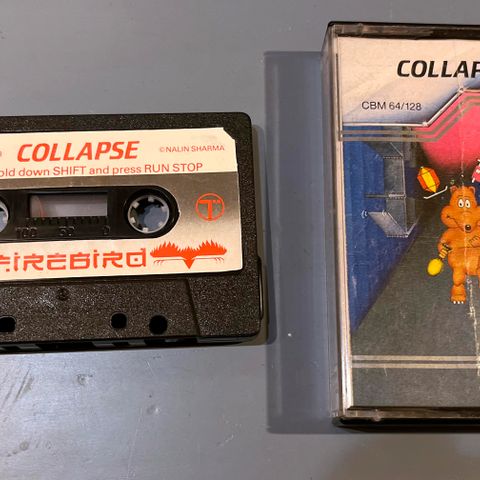 COLLAPSE
©NALIN SHARMA
old down SHIFT and press RUN STOP
100 50 0
FIREBIRD
T
COLLAP
CBM 64/128